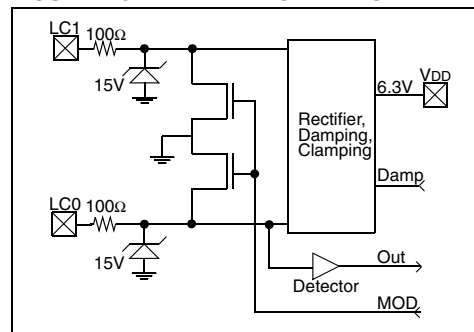 LC1
100Ω
15V
6.3V
VDD
Rectifier,
Damping,
Clamping
Damp
LC0
100Ω
15V
Out
Detector
MOD